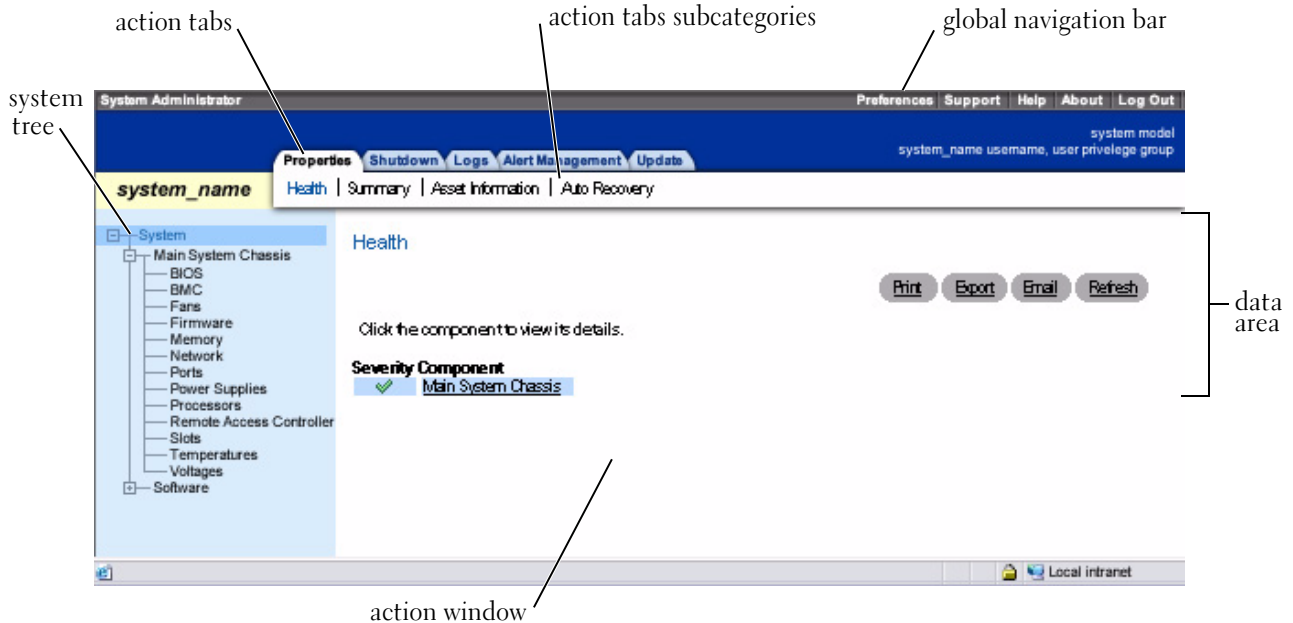 action tabs
action tabs subcategories
global navigation bar
system
tree
System Administrator
Preferences Support Help About Log Out
system model
system_name username, user privelege group
Properties Shutdown Logs Alert Management Update
system_name
Health | Summary | Asset Information | Auto Recovery
System
Main System Chassis
BIOS
BMC
Fans
Firmware
Memory
Network
Ports
Power Supplies
Processors
Remote Access Controller
Slots
Temperatures
Voltages
Software
Health
Print Export Email Refresh
Click the component to view its details.
Severity Component
Main System Chassis
data
area
Local intranet
action window